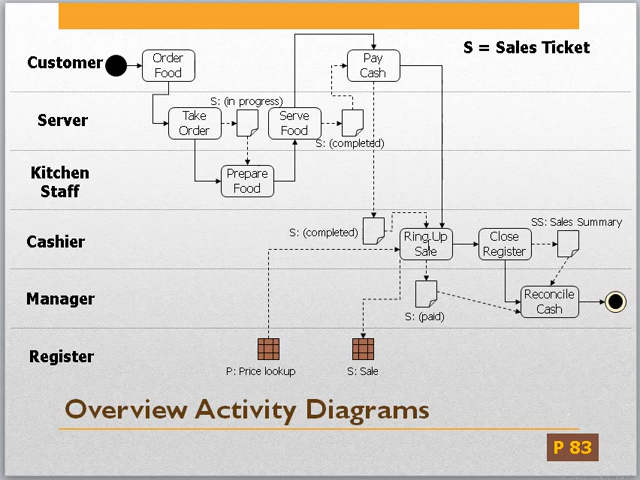 S = Sales Ticket
Customer
Order
Food
Pay
Cash
S: (in progress)
Server
Take
Order
Serve
Food
S: (completed)
Kitchen
Staff
Prepare
Food
SS: Sales Summary
Cashier
S: (completed)
Ring Up
Sale
Close
Register
Manager
S: (paid)
Reconcile
Cash
Register
P: Price lookup
S: Sale
Overview Activity Diagrams
P 83